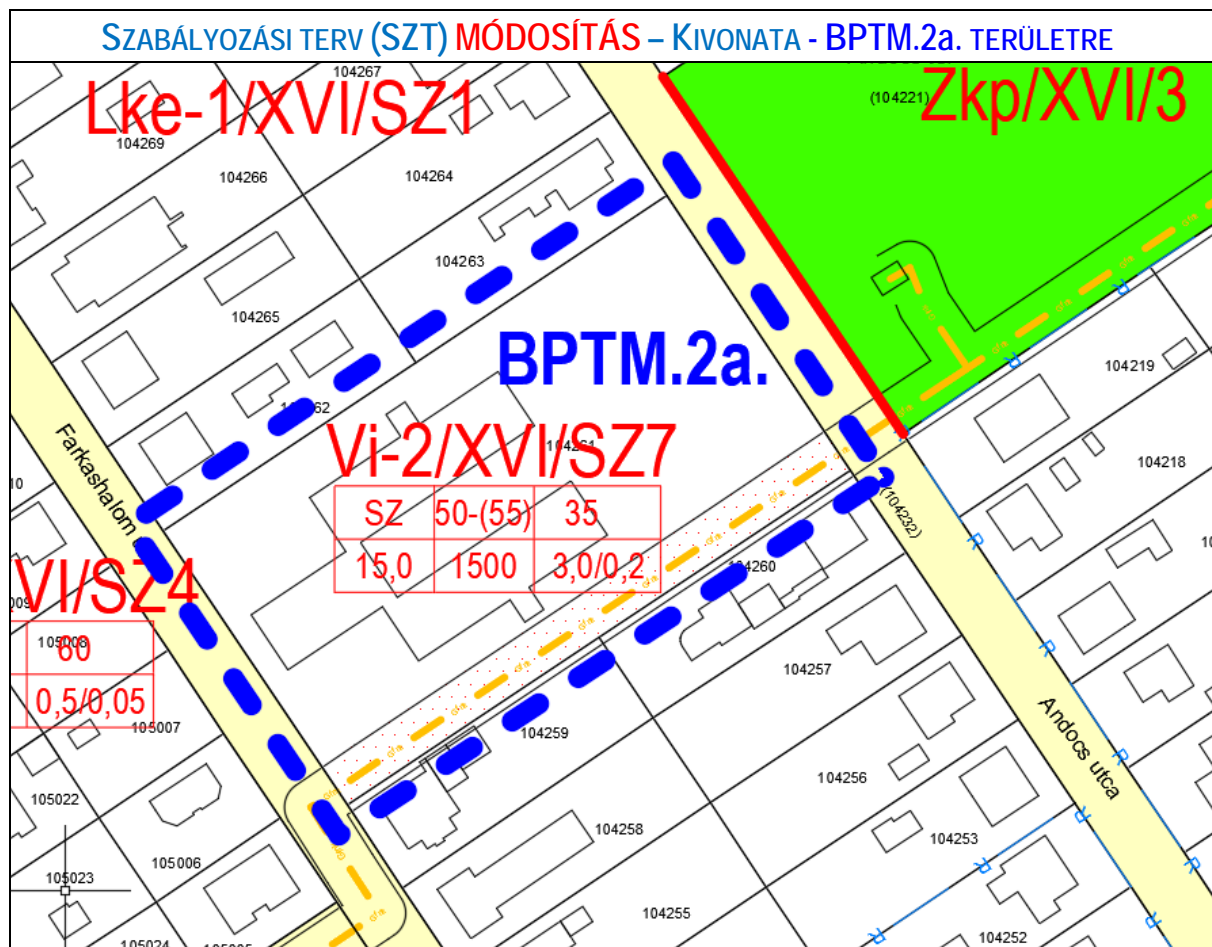 SZABÁLYOZÁSI TERV (SZT) MÓDOSÍTÁS – KIVONATA - BPTM.2a. TERÜLETRE
Lke-1/XVI/SZ1
104267
(104221)
Zkp/XVI/3
104269
104266
104264
104263
104265
BPTM.2a.
104219
104261
Vi-2/XVI/SZ7
SZ 50-(55) 35
15,0 1500 3,0/0,2
Farkashalom
104218
(104232)
104260
VI/SZ4
105008
60
0,5/0,05
105007
104257
104259
Andocs utca
104256
105022
104258
104253
105006
105023
104255
104252
105024
R
R
R
R
R
R
R
R
R
R
R